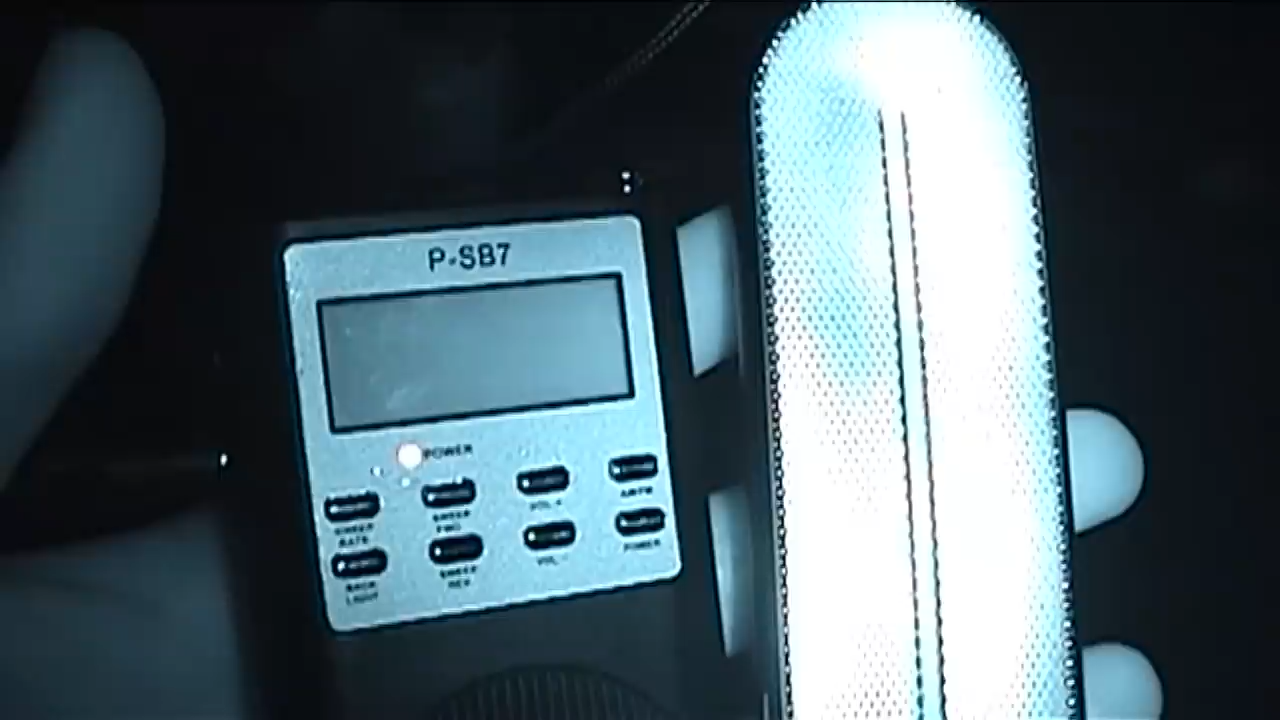 P-SB7
POWER
SWEEP SWEEP VOL + AM/FM
RATE FWD
BACK SWEEP VOL - POWER
LIGHT REV